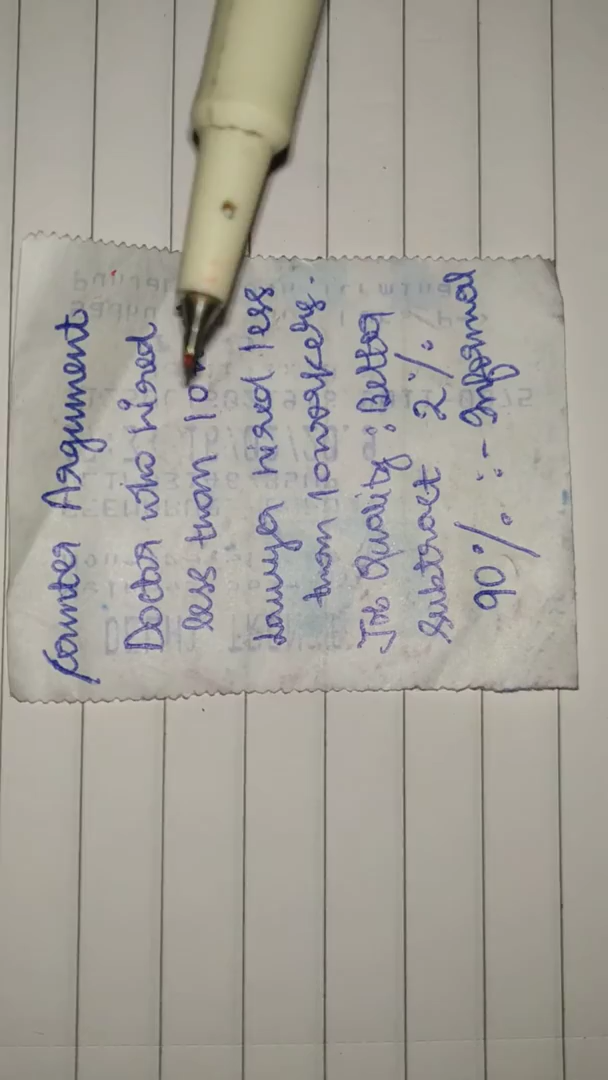 Counter Argument
Doctor who hired
less than 10
Lawyer hired less
than 10 workers.
Job Quality : Better
Subtract 2%
90% :- Informal